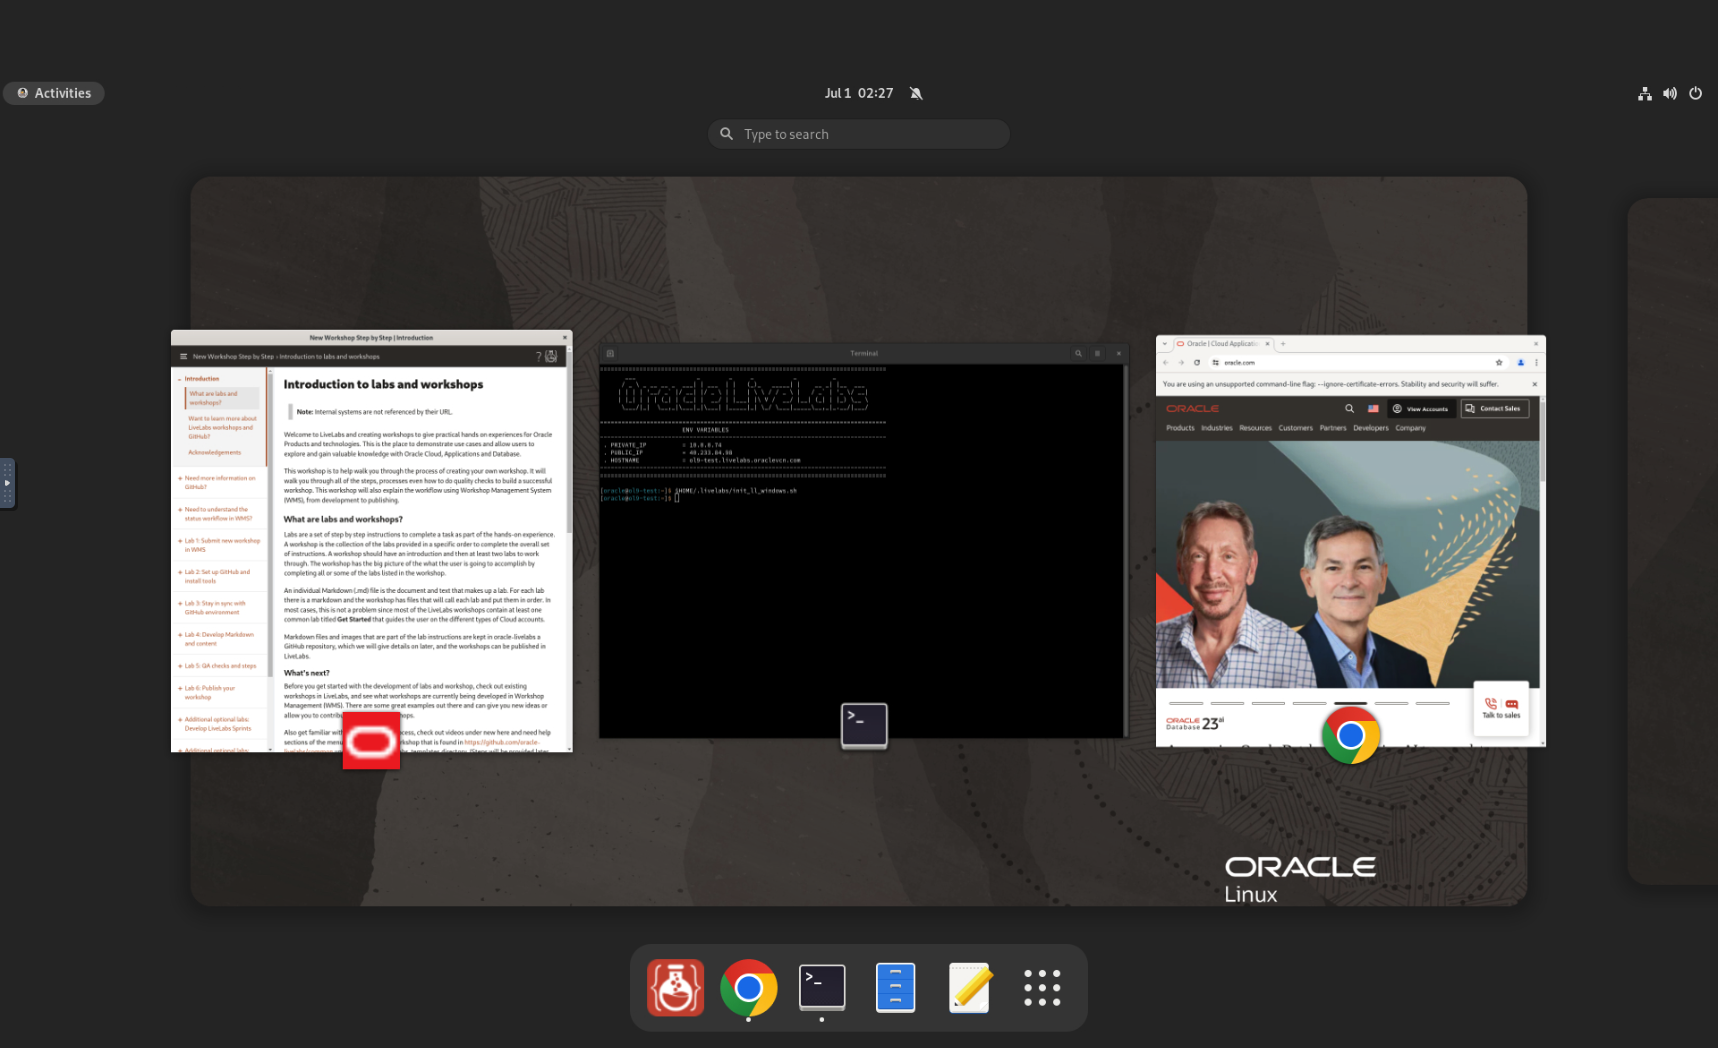 Activities
Jul 1 02:27
Type to search
New Workshop Step by Step | Introduction
New Workshop Step by Step › Introduction to labs and workshops
Introduction
What are labs and
workshops?
Want to learn more about
LiveLabs workshops and
GitHub?
Acknowledgements
Need more information on
GitHub?
Need to understand the
status workflow in WMS?
Lab 1: Submit new workshop
in WMS
Lab 2: Set up GitHub and
install tools
Lab 3: Stay in sync with
GitHub environment
Lab 4: Develop Markdown
and content
Lab 5: QA checks and steps
Lab 6: Publish your
workshop
Additional optional labs:
Develop LiveLabs Sprints
Additional optional labs:
Introduction to labs and workshops
Note: Internal systems are not referenced by their URL.
Welcome to LiveLabs and creating workshops to give practical hands on experiences for Oracle
Products and technologies. This is the place to demonstrate use cases and allow users to
explore and gain valuable knowledge with Oracle Cloud, Applications and Database.
This workshop is to help walk you through the process of creating your own workshop. It will
walk you through all of the steps, processes even how to do quality checks to build a successful
workshop. This workshop will also explain the workflow using Workshop Management System
(WMS), from development to publishing.
What are labs and workshops?
Labs are a set of step by step instructions to complete a task as part of the hands-on experience.
A workshop is the collection of the labs provided in a specific order to complete the overall set
of instructions. A workshop should have an introduction and then at least two labs to work
through. The workshop has the big picture of the what the user is going to accomplish by
completing all or some of the labs listed in the workshop.
An individual Markdown (.md) file is the document and text that makes up a lab. For each lab
there is a markdown and the workshop has files that will call each lab and put them in order. In
most cases, this is not a problem since most of the LiveLabs workshops contain at least one
common lab titled Get Started that guides the user on the different types of Cloud accounts.
Markdown files and images that are part of the lab instructions are kept in oracle-livelabs a
GitHub repository, which we will give details on later, and the workshops can be published in
LiveLabs.
What's next?
Before you get started with the development of labs and workshop, check out existing
workshops in LiveLabs, and see what workshops are currently being developed in Workshop
Management (WMS). There are some great examples out there and can give you new ideas or
allow you to
Also get familiar with check out videos under new here and need help
sections of the that is found in https://github.com/oracle-
Terminal
Oracle LiveLabs
ENV VARIABLES
. PRIVATE_IP = 10.0.0.74
. PUBLIC_IP
. HOSTNAME = ol9-test.livelabs.oraclevcn.com
[oracle@ol9-test:~]$ $HOME/.livelabs/init_ll_windows.sh
[oracle@ol9-test:~]$
Oracle | Cloud Applicatio
oracle.com
You are using an unsupported command-line flag: --ignore-certificate-errors. Stability and security will suffer.
ORACLE
View Accounts
Contact Sales
Products Industries Resources Customers Partners Developers Company
Talk to sales
ORACLE
Database 23ai
ORACLE
Linux